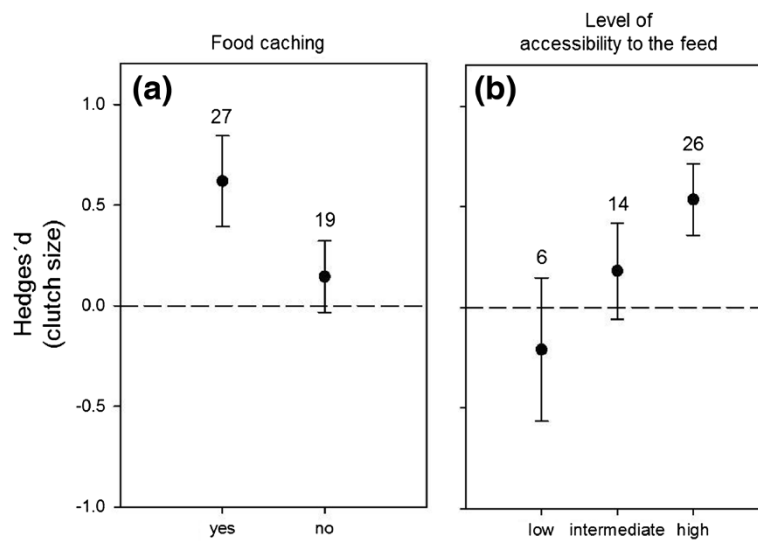 Food caching
Level of
accessibility to the feed
(a)
(b)
27
19
6
14
26
1.0
0.5
0.0
-0.5
-1.0
Hedges´d
(clutch size)
yes no
low intermediate high